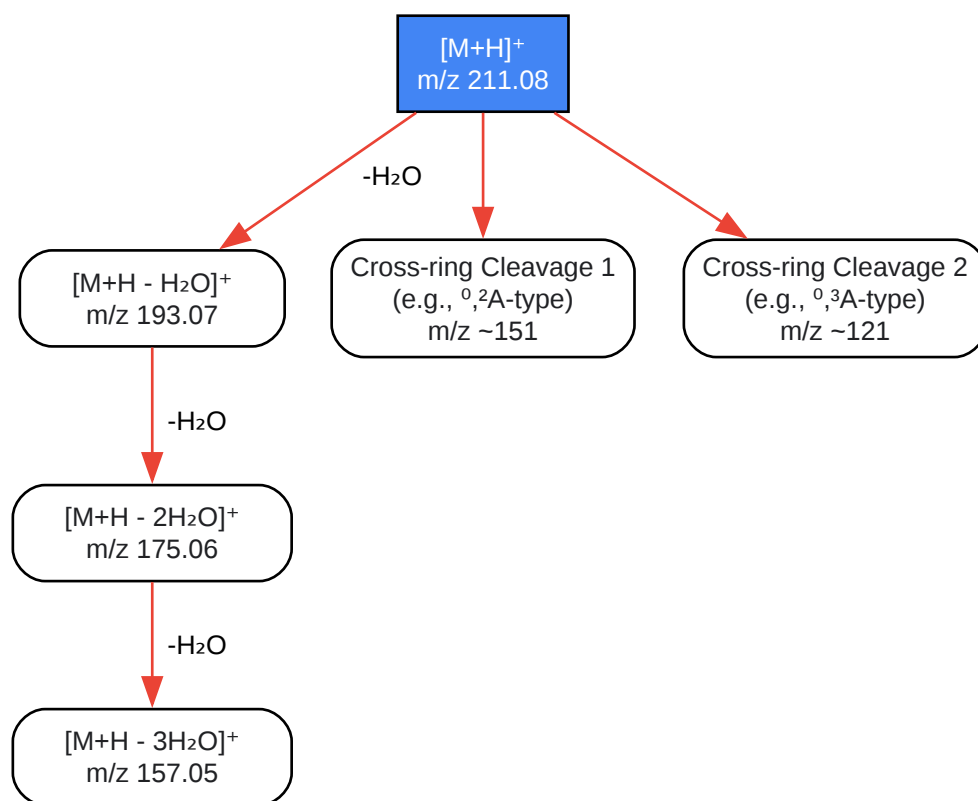 [M+H]⁺
m/z 211.08
-H₂O
[M+H - H₂O]⁺
m/z 193.07
Cross-ring Cleavage 1
(e.g., ⁰,²A-type)
m/z ~151
Cross-ring Cleavage 2
(e.g., ⁰,³A-type)
m/z ~121
-H₂O
[M+H - 2H₂O]⁺
m/z 175.06
-H₂O
[M+H - 3H₂O]⁺
m/z 157.05